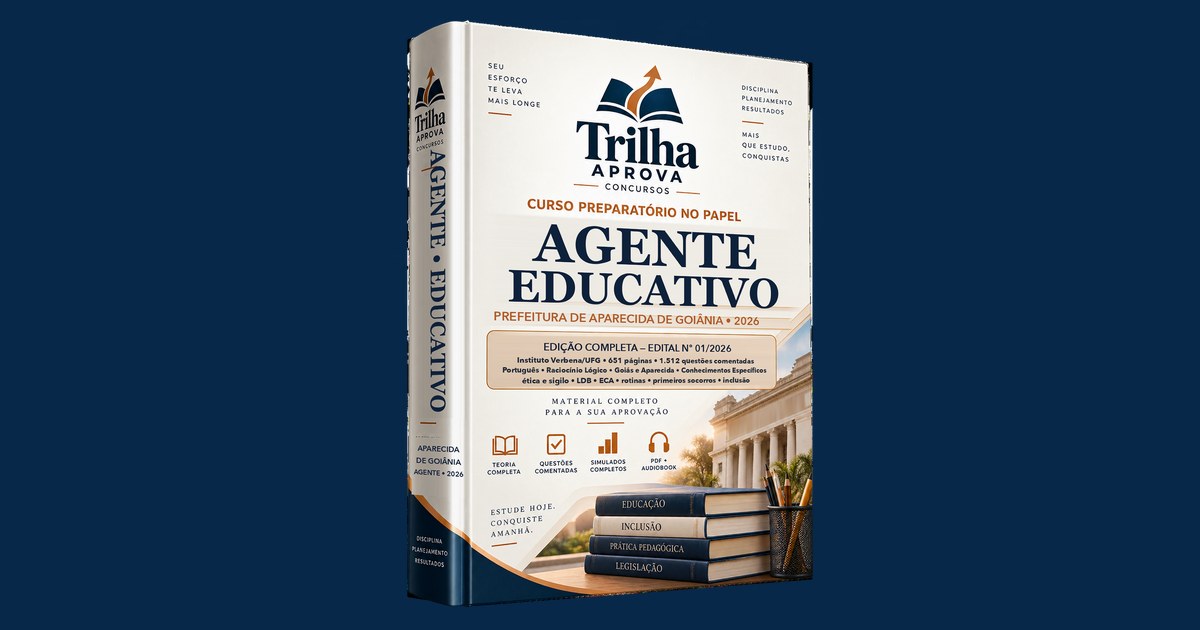 Trilha
APROVA
CONCURSOS
AGENTE • EDUCATIVO
APARECIDA
DE GOIÂNIA
AGENTE • 2026
DISCIPLINA
PLANEJAMENTO
RESULTADOS
SEU
ESFORÇO
TE LEVA
MAIS LONGE
DISCIPLINA
PLANEJAMENTO
RESULTADOS
MAIS
QUE ESTUDO,
CONQUISTAS
Trilha
APROVA
CONCURSOS
CURSO PREPARATÓRIO NO PAPEL
AGENTE
EDUCATIVO
PREFEITURA DE APARECIDA DE GOIÂNIA • 2026
EDIÇÃO COMPLETA – EDITAL N° 01/2026
Instituto Verbena/UFG • 651 páginas • 1.512 questões comentadas
Português • Raciocínio Lógico • Goiás e Aparecida • Conhecimentos Específicos
ética e sigilo • LDB • ECA • rotinas • primeiros socorros • inclusão
MATERIAL COMPLETO
PARA A SUA APROVAÇÃO
TEORIA
COMPLETA
QUESTÕES
COMENTADAS
SIMULADOS
COMPLETOS
PDF +
AUDIOBOOK
ESTUDE HOJE.
CONQUISTE
AMANHÃ.
EDUCAÇÃO
INCLUSÃO
PRÁTICA PEDAGÓGICA
LEGISLAÇÃO